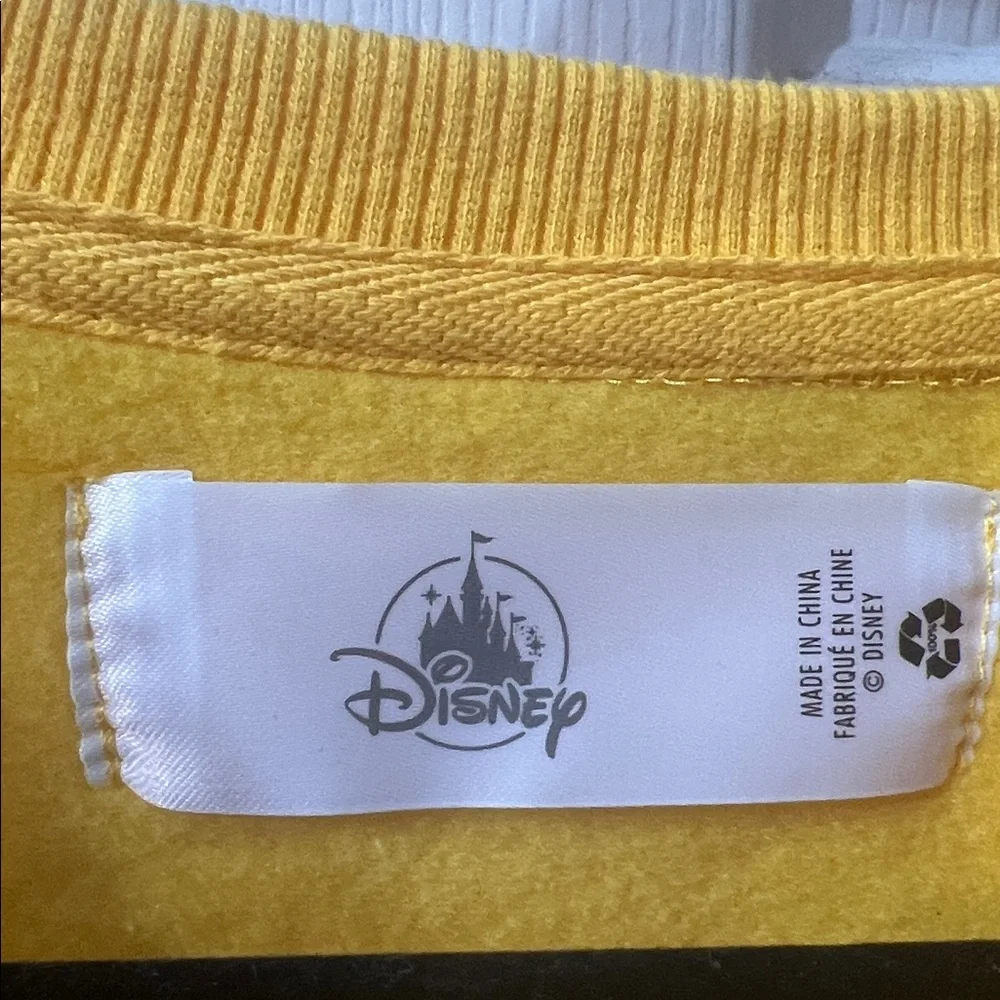 Disney
MADE IN CHINA
FABRIQUÉ EN CHINE
© DISNEY
100%